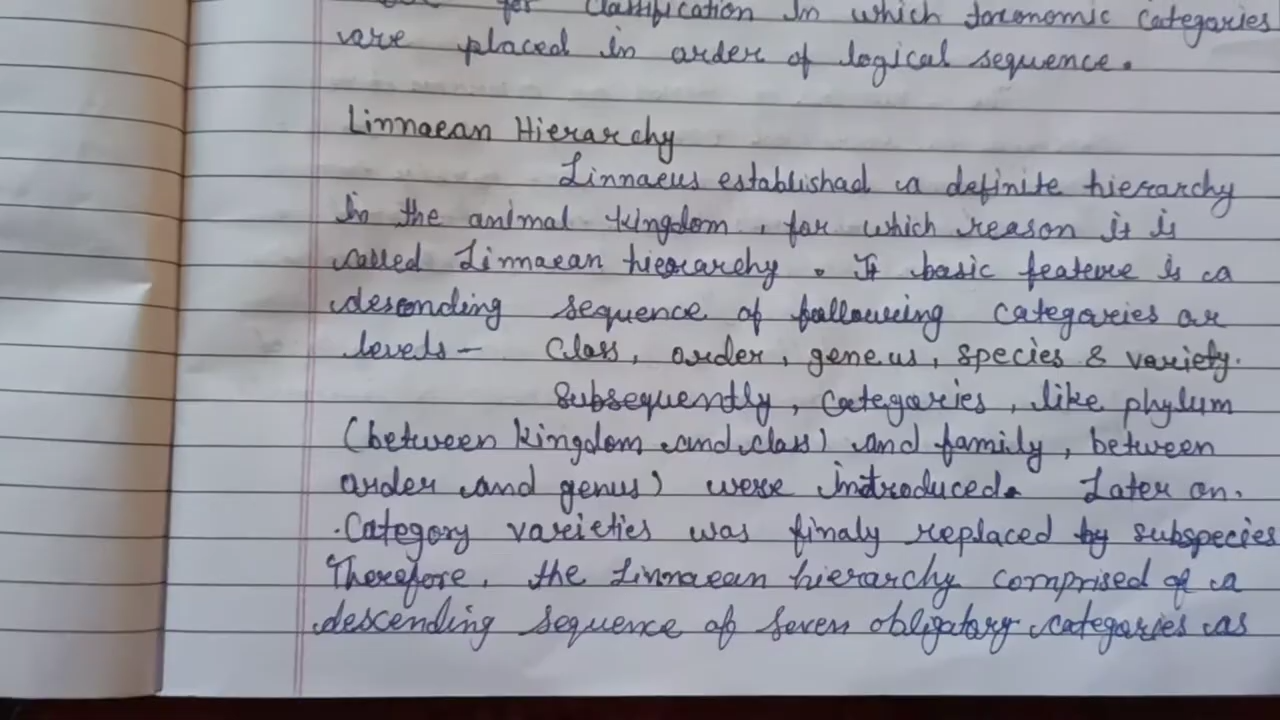 for classification in which taxonomic categories
are placed in order of logical sequence.
Linnaean Hierarchy
Linnaeus establishad a definite hierarchy
in the animal kingdom, for which reason it is
called Linnaean hierarchy. It basic feature is a
desending sequence of following categories or
levels - Class, order, geneus, species & variety.
Subsequently, categories, like phylum
(between kingdom and class) and family, between
order and genus) were introduced. Later on.
Category varieties was finaly replaced by subspecies
Therefore, the Linnaean hierarchy comprised of a
descending sequence of seven obligatory categories as